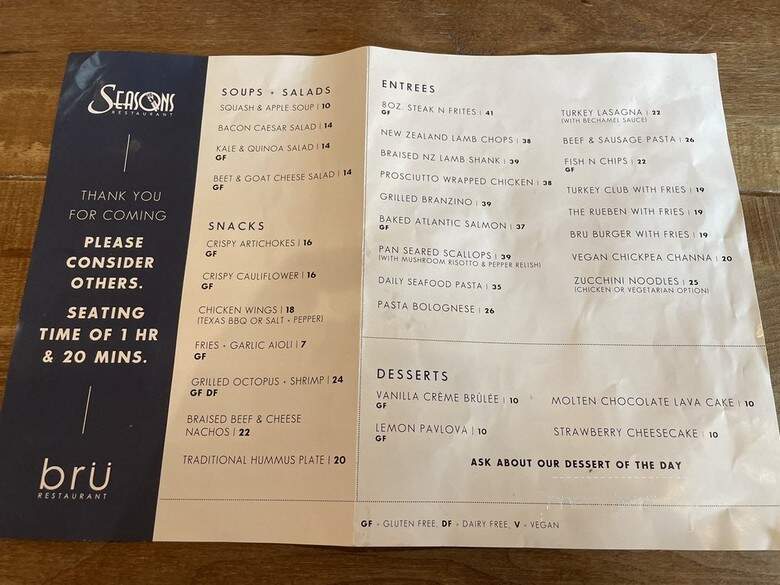 SEASONS
RESTAURANT
THANK YOU
FOR COMING
PLEASE
CONSIDER
OTHERS.
SEATING
TIME OF 1 HR
& 20 MINS.
brü
RESTAURANT
SOUPS + SALADS
SQUASH & APPLE SOUP | 10
BACON CAESAR SALAD | 14
KALE & QUINOA SALAD | 14
GF
BEET & GOAT CHEESE SALAD | 14
GF
SNACKS
CRISPY ARTICHOKES | 16
GF
CRISPY CAULIFLOWER | 16
GF
CHICKEN WINGS | 18
(TEXAS BBQ OR SALT + PEPPER)
FRIES + GARLIC AIOLI | 7
GF
GRILLED OCTOPUS + SHRIMP | 24
GF DF
BRAISED BEEF & CHEESE
NACHOS | 22
TRADITIONAL HUMMUS PLATE | 20
ENTREES
8OZ. STEAK N FRITES | 41
GF
NEW ZEALAND LAMB CHOPS | 38
BRAISED NZ LAMB SHANK | 39
PROSCIUTTO WRAPPED CHICKEN | 38
GRILLED BRANZINO | 39
BAKED ATLANTIC SALMON | 37
GF
PAN SEARED SCALLOPS | 39
(WITH MUSHROOM RISOTTO & PEPPER RELISH)
DAILY SEAFOOD PASTA | 35
PASTA BOLOGNESE | 26
TURKEY LASAGNA | 22
(WITH BECHAMEL SAUCE)
BEEF & SAUSAGE PASTA | 26
FISH N CHIPS | 22
GF
TURKEY CLUB WITH FRIES | 19
THE RUEBEN WITH FRIES | 19
BRU BURGER WITH FRIES | 19
VEGAN CHICKPEA CHANNA | 20
ZUCCHINI NOODLES | 25
(CHICKEN OR VEGETARIAN OPTION)
DESSERTS
VANILLA CRÈME BRÛLÉE | 10
GF
LEMON PAVLOVA | 10
GF
MOLTEN CHOCOLATE LAVA CAKE | 10
STRAWBERRY CHEESECAKE | 10
ASK ABOUT OUR DESSERT OF THE DAY
GF + GLUTEN FREE, DF + DAIRY FREE, V + VEGAN